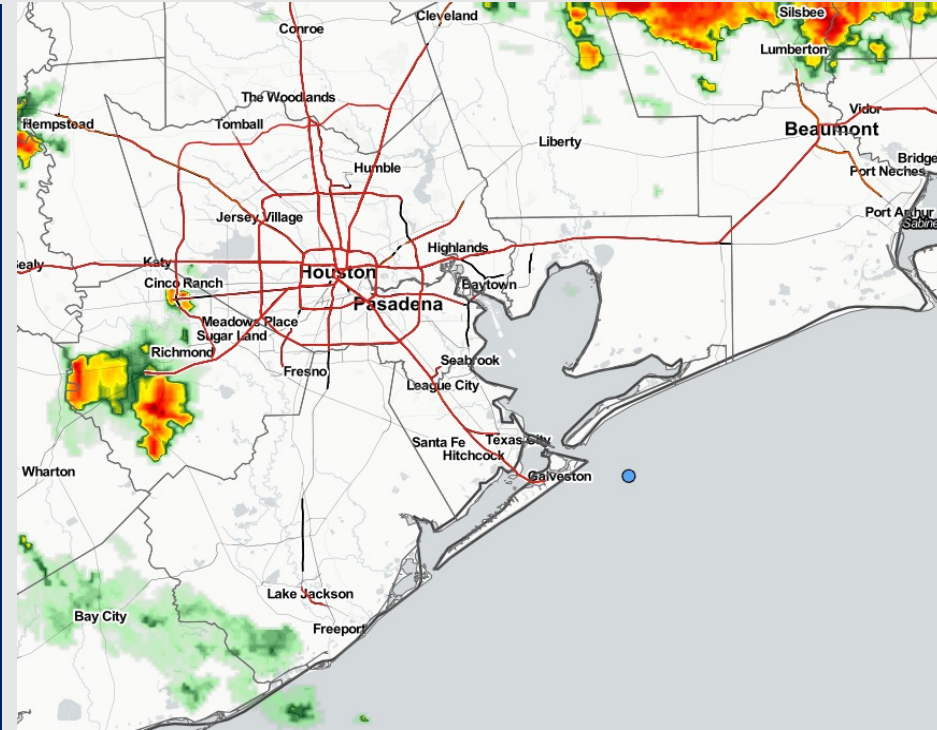 Cleveland
Silsbee
Conroe
Lumberton
The Woodlands
Hempstead
Tomball
Vidor
Beaumont
Liberty
Bridge
Humble
Port Neches
Jersey Village
Port Arthur
Sabine
Highlands
Sealy
Katy
Houston
Cinco Ranch
Baytown
Pasadena
Meadows Place
Sugar Land
Richmond
Seabrook
Fresno
League City
Santa Fe
Texas City
Hitchcock
Wharton
Galveston
Lake Jackson
Bay City
Freeport